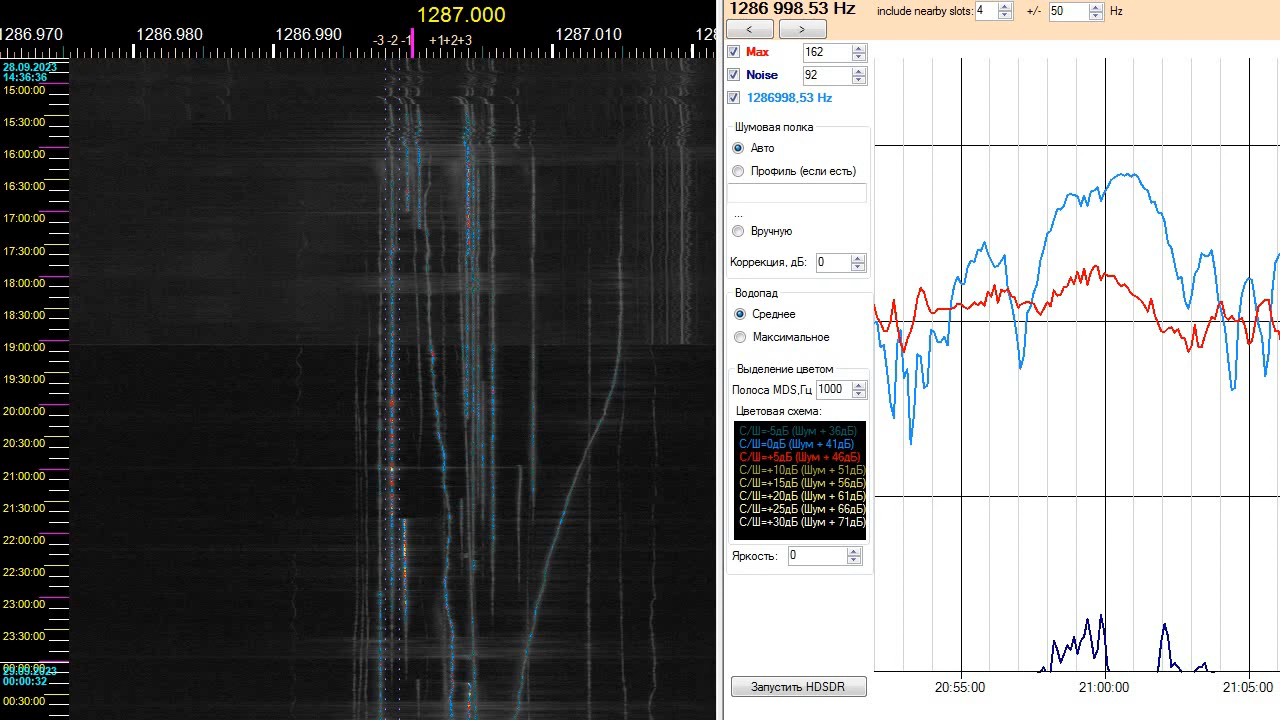 1287.000
1286.970
1286.980
1286.990
1287.010
-3 -2 -1
+1+2+3
28.09.2023
14:36:36
15:00:00
15:30:00
16:00:00
16:30:00
17:00:00
17:30:00
18:00:00
18:30:00
19:00:00
19:30:00
20:00:00
20:30:00
21:00:00
21:30:00
22:00:00
22:30:00
23:00:00
23:30:00
00:00:00
29.09.2023
00:00:32
00:30:00
1286 998.53 Hz
include nearby slots: 4 +/- 50 Hz
< >
Max 162
Noise 92
1286998,53 Hz
Шумовая полка
Авто
Профиль (если есть)
...
Вручную
Коррекция, дБ: 0
Водопад
Среднее
Максимальное
Выделение цветом
Полоса MDS,Гц 1000
Цветовая схема:
С/Ш=-5дБ (Шум + 36дБ)
С/Ш=0дБ (Шум + 41дБ)
С/Ш=+5дБ (Шум + 46дБ)
С/Ш=+10дБ (Шум + 51дБ)
С/Ш=+15дБ (Шум + 56дБ)
С/Ш=+20дБ (Шум + 61дБ)
С/Ш=+25дБ (Шум + 66дБ)
С/Ш=+30дБ (Шум + 71дБ)
Яркость: 0
Запустить HDSDR
20:55:00
21:00:00
21:05:00